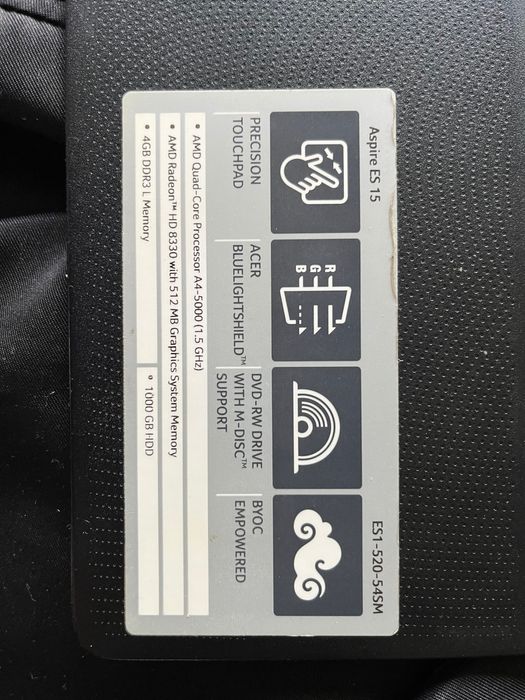 Aspire ES 15
ES1-520-54SM
R
G
B
PRECISION
TOUCHPAD
ACER
BLUELIGHTSHIELD™
DVD-RW DRIVE
WITH M-DISC™
SUPPORT
BYOC
EMPOWERED
• AMD Quad-Core Processor A4-5000 (1.5 GHz)
• AMD Radeon™ HD 8330 with 512 MB Graphics System Memory
• 4GB DDR3 L Memory
• 1000 GB HDD